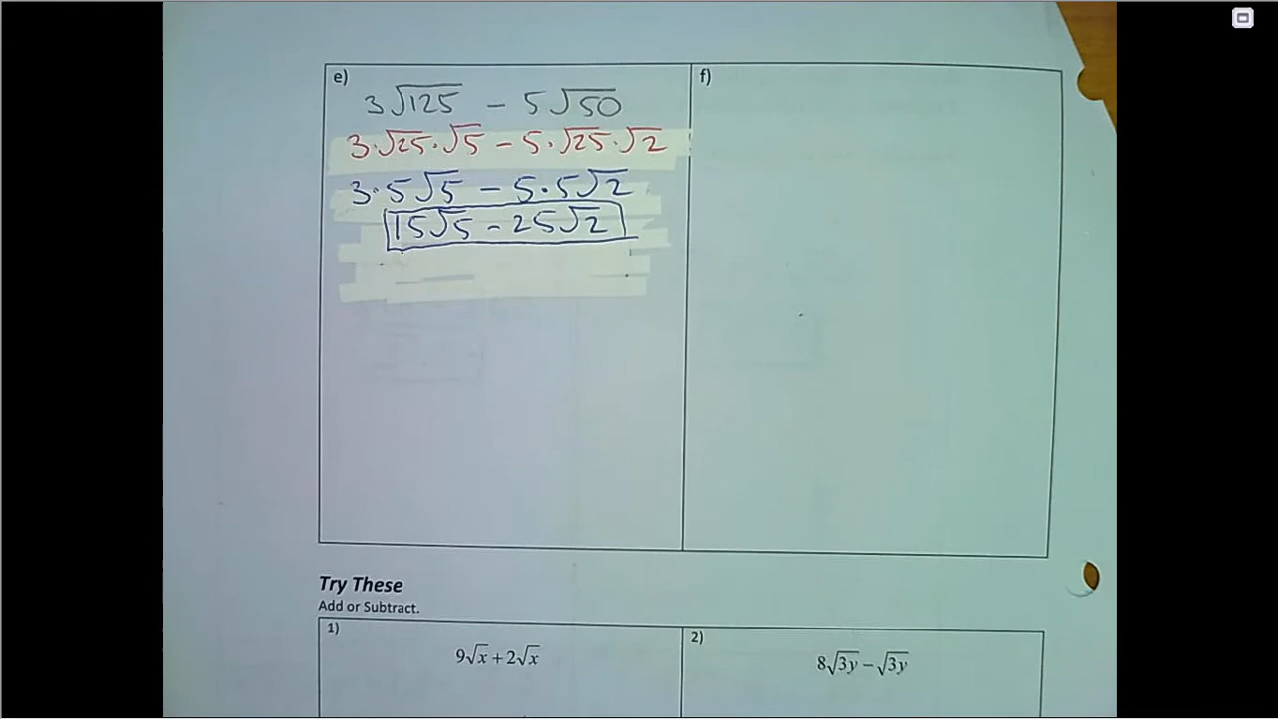 e)
3√125 - 5√50
3·√25·√5 - 5·√25·√2
3·5√5 - 5·5√2
15√5 - 25√2
f)
Try These
Add or Subtract.
1)
9√x + 2√x
2)
8√3y - √3y